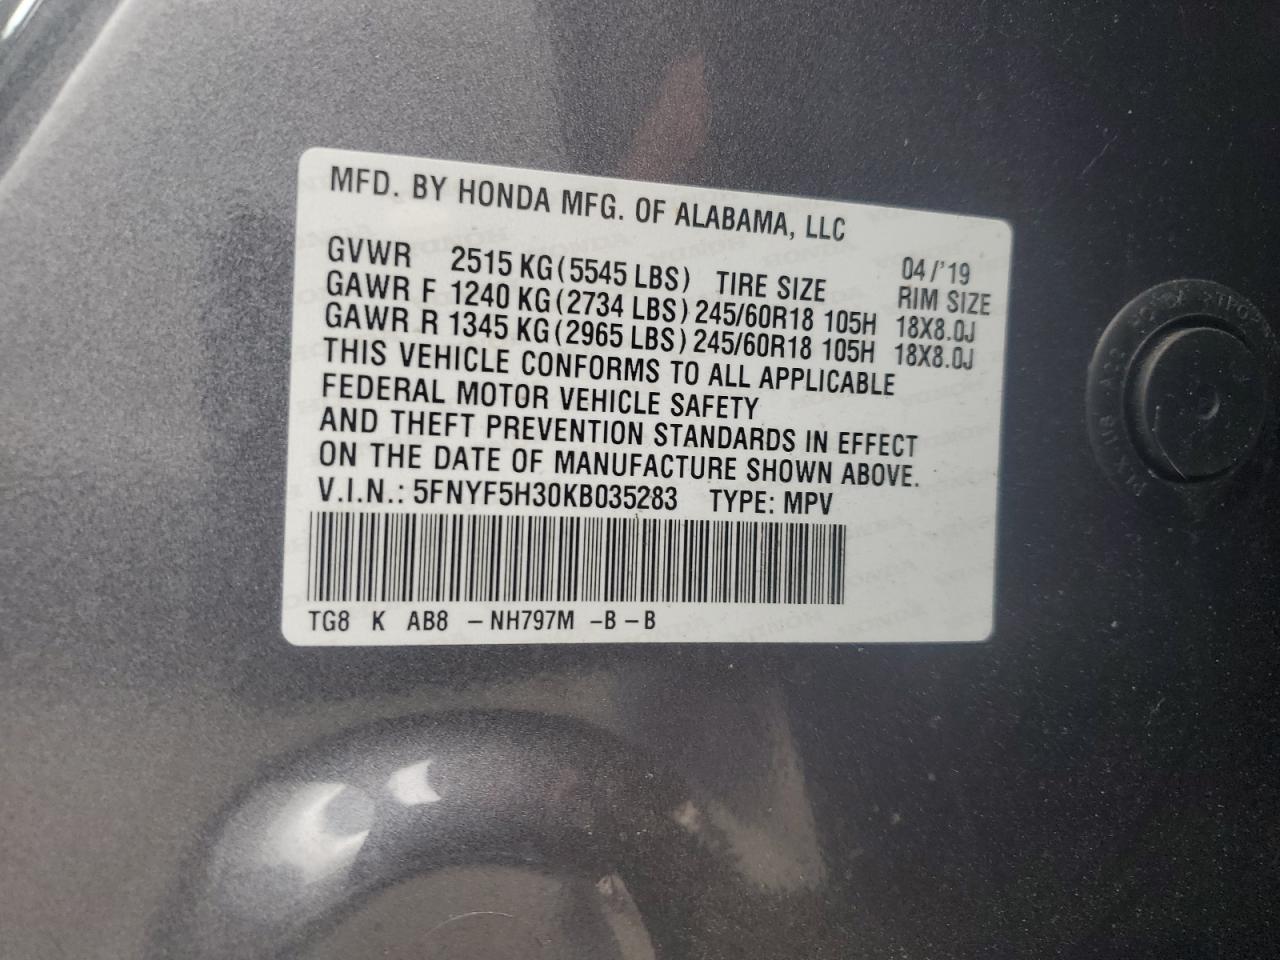 MFD. BY HONDA MFG. OF ALABAMA, LLC
04/'19
GVWR 2515 KG(5545 LBS) TIRE SIZE RIM SIZE
GAWR F 1240 KG(2734 LBS) 245/60R18 105H 18X8.0J
GAWR R 1345 KG(2965 LBS) 245/60R18 105H 18X8.0J
THIS VEHICLE CONFORMS TO ALL APPLICABLE
FEDERAL MOTOR VEHICLE SAFETY
AND THEFT PREVENTION STANDARDS IN EFFECT
ON THE DATE OF MANUFACTURE SHOWN ABOVE.
V.I.N.: 5FNYF5H30KB035283 TYPE: MPV
TG8 K AB8 -NH797M -B -B